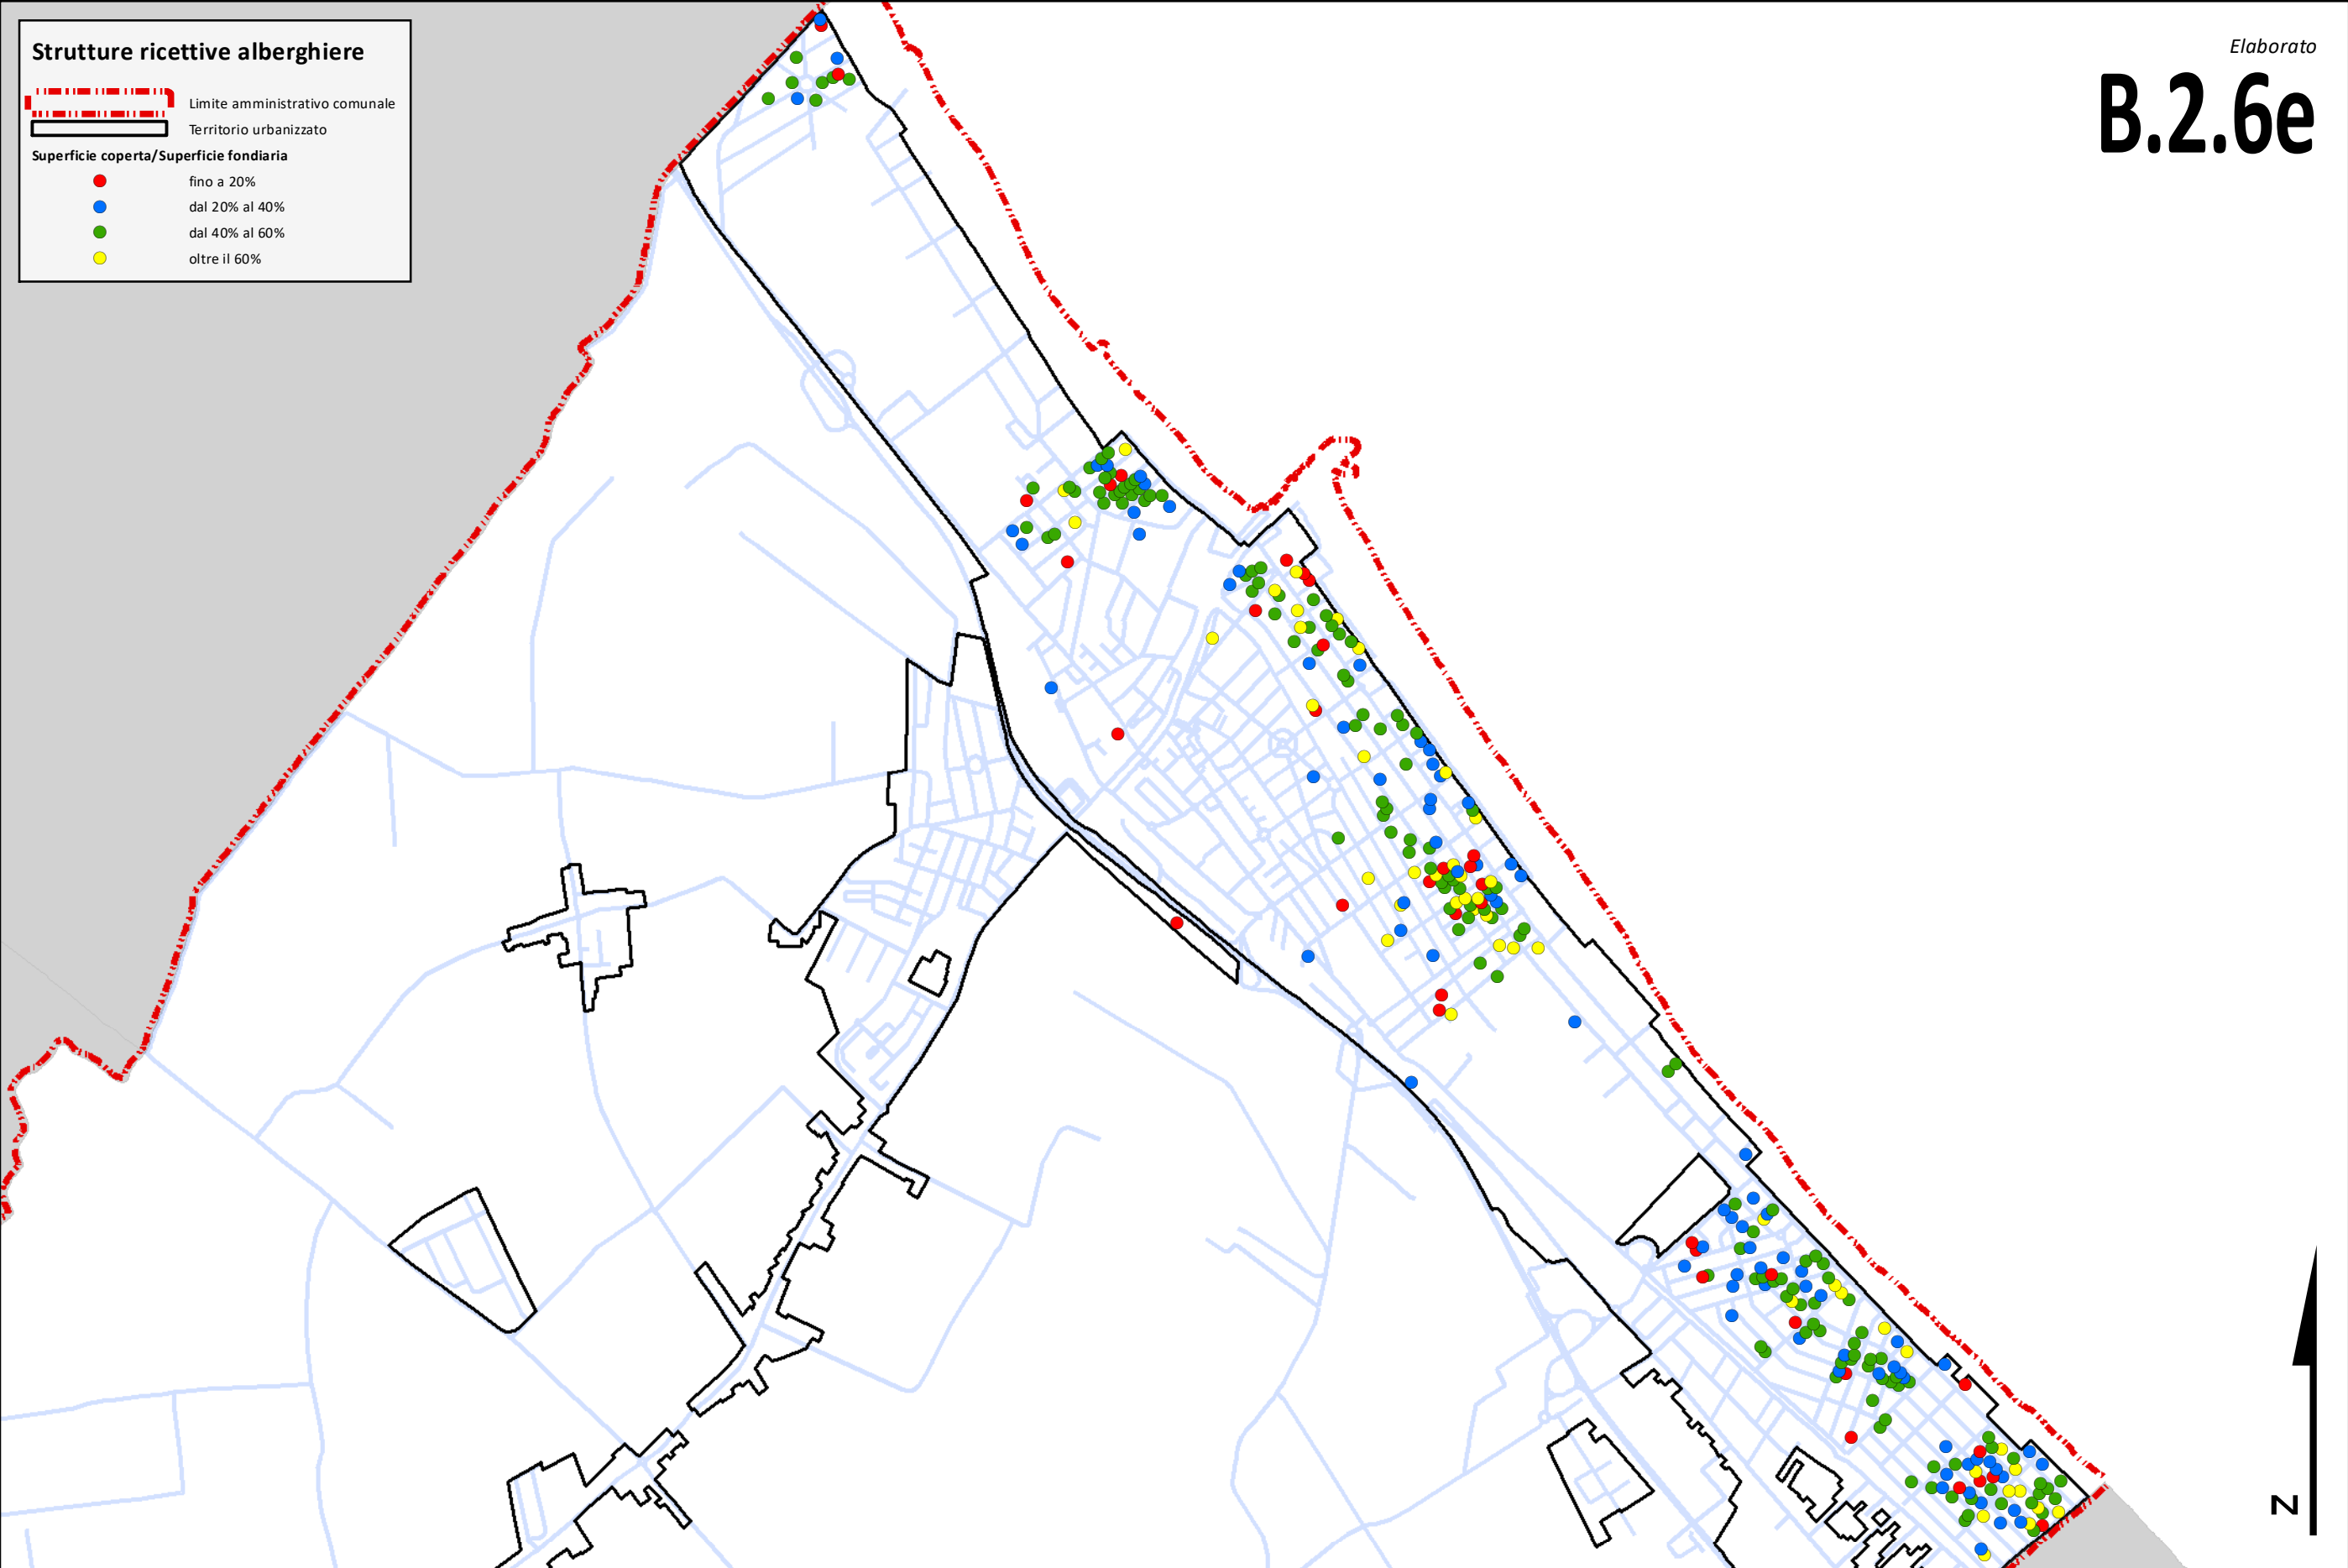 Strutture ricettive alberghiere
Limite amministrativo comunale
Territorio urbanizzato
Superficie coperta/Superficie fondiaria
fino a 20%
dal 20% al 40%
dal 40% al 60%
oltre il 60%
Elaborato
B.2.6e
N